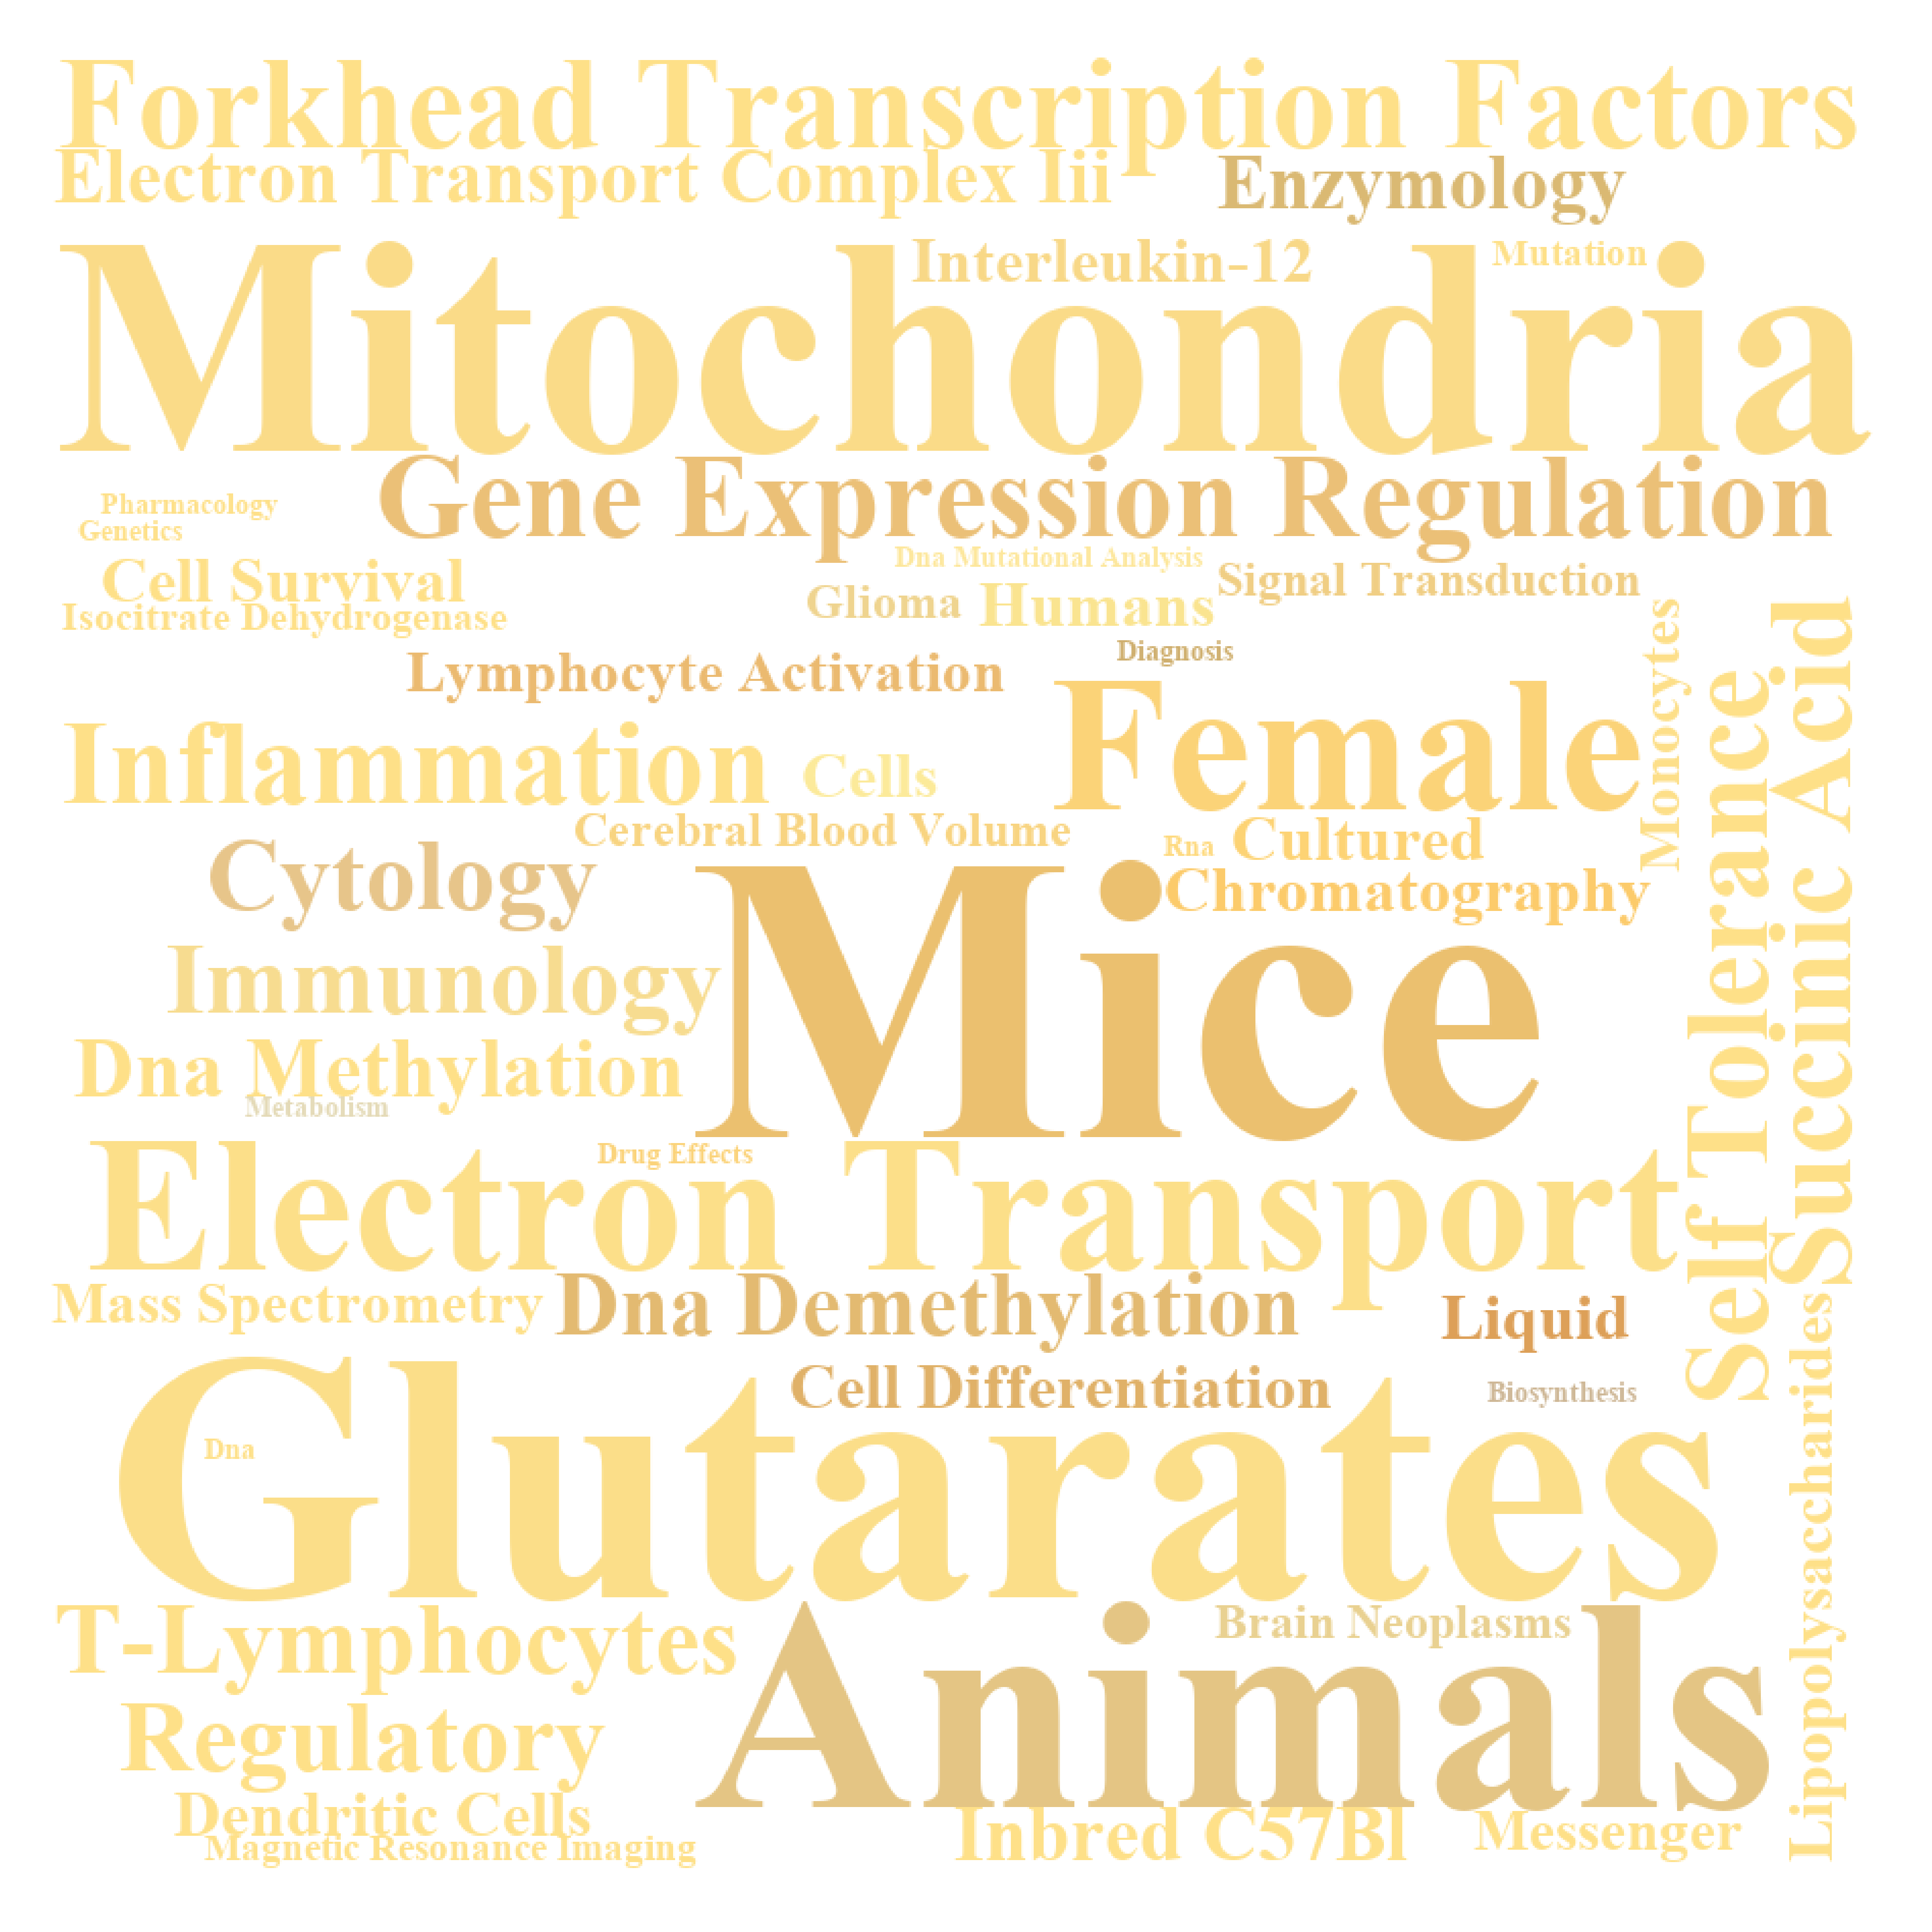 Forkhead Transcription Factors
Electron Transport Complex Iii
Enzymology
Interleukin-12
Mutation
Mitochondria
Gene Expression Regulation
Pharmacology
Genetics
Dna Mutational Analysis
Cell Survival
Signal Transduction
Isocitrate Dehydrogenase
Glioma
Humans
Diagnosis
Lymphocyte Activation
Monocytes
Self Tolerance
Succinic Acid
Female
Inflammation
Cells
Cerebral Blood Volume
Rna
Cultured
Cytology
Chromatography
Mice
Immunology
Dna Methylation
Metabolism
Drug Effects
Electron Transport
Mass Spectrometry
Dna Demethylation
Liquid
Cell Differentiation
Biosynthesis
Lipopolysaccharides
Dna
Glutarates
T-Lymphocytes
Brain Neoplasms
Animals
Regulatory
Dendritic Cells
Inbred C57Bl
Messenger
Magnetic Resonance Imaging